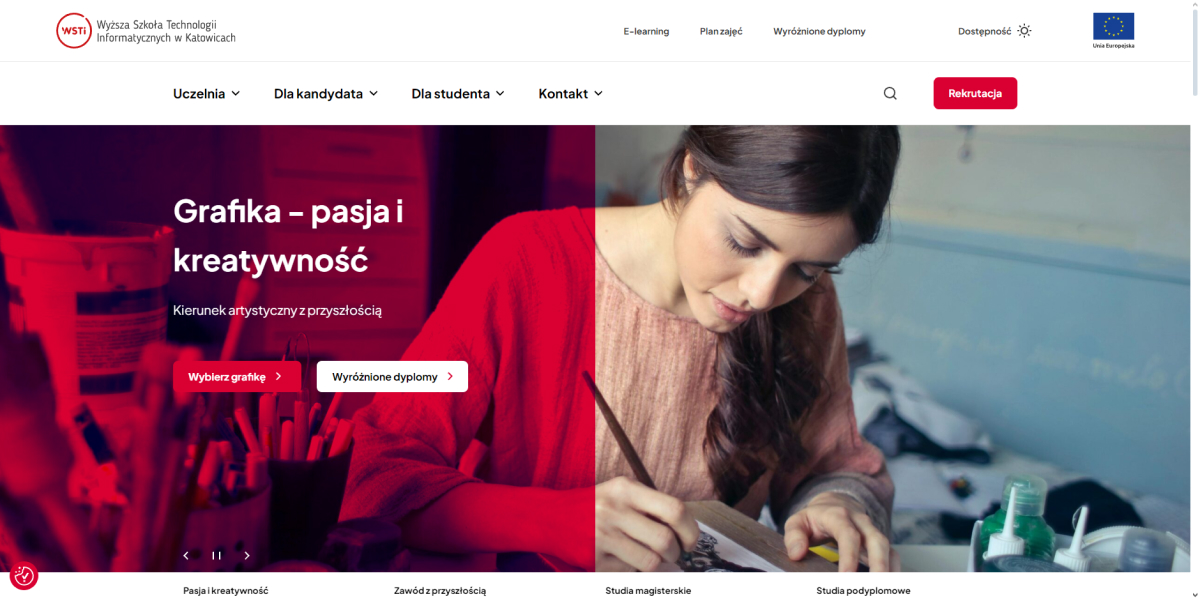 WSTi
Wyższa Szkoła Technologii
Informatycznych w Katowicach
E-learning
Plan zajęć
Wyróżnione dyplomy
Dostępność
Unia Europejska
Uczelnia
Dla kandydata
Dla studenta
Kontakt
Rekrutacja
Grafika – pasja i
kreatywność
Kierunek artystyczny z przyszłością
Wybierz grafikę
Wyróżnione dyplomy
Pasja i kreatywność
Zawód z przyszłością
Studia magisterskie
Studia podyplomowe